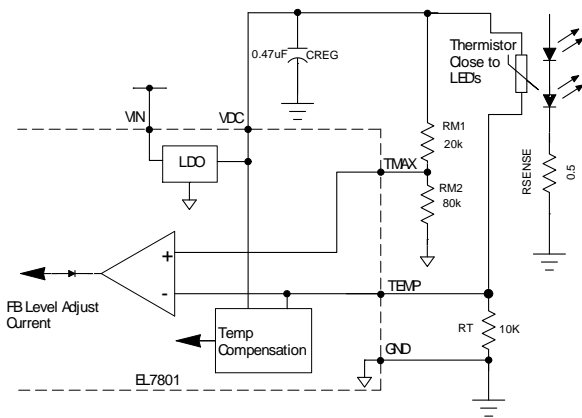 0.47uF
CREG
Thermistor
Close to
LED's
VIN
VDC
RM1
20k
LDO
TMAX
RM2
80k
RSENSE
0.5
+
-
TEMP
FB Level Adjust
Current
Temp
Compensation
RT
10K
GND
EL7801